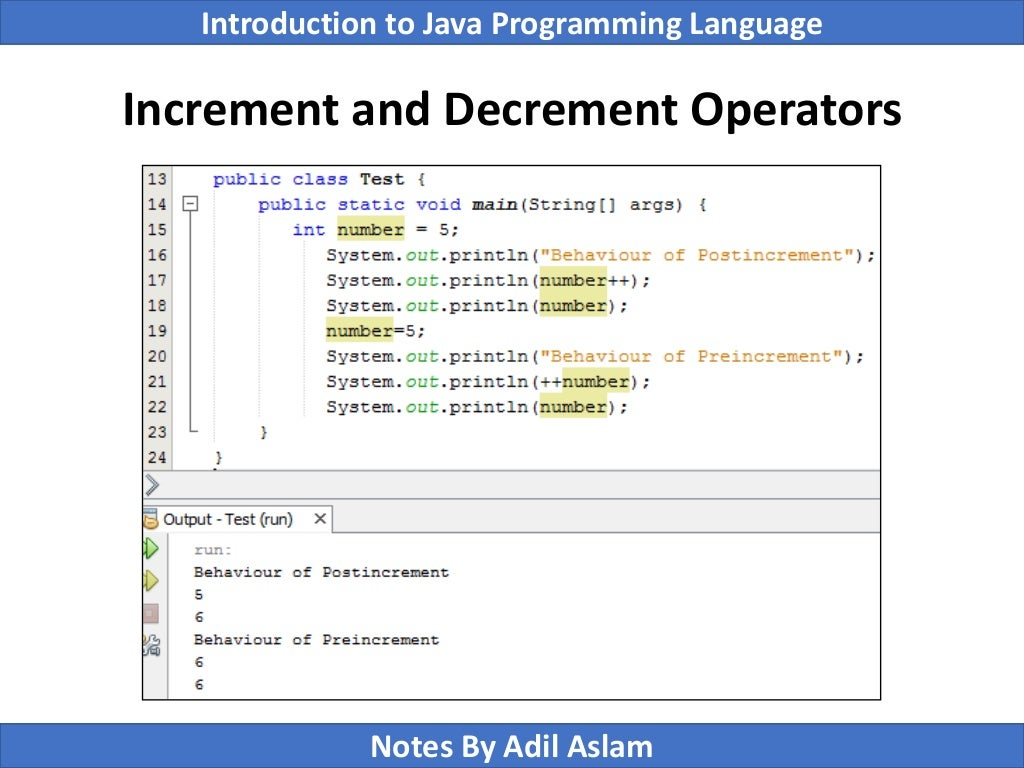 Introduction to Java Programming Language
Increment and Decrement Operators
13 public class Test {
14 public static void main(String[] args) {
15 int number = 5;
16 System.out.println("Behaviour of Postincrement");
17 System.out.println(number++);
18 System.out.println(number);
19 number=5;
20 System.out.println("Behaviour of Preincrement");
21 System.out.println(++number);
22 System.out.println(number);
23 }
24 }
Output - Test (run)
run:
Behaviour of Postincrement
5
6
Behaviour of Preincrement
6
6
Notes By Adil Aslam